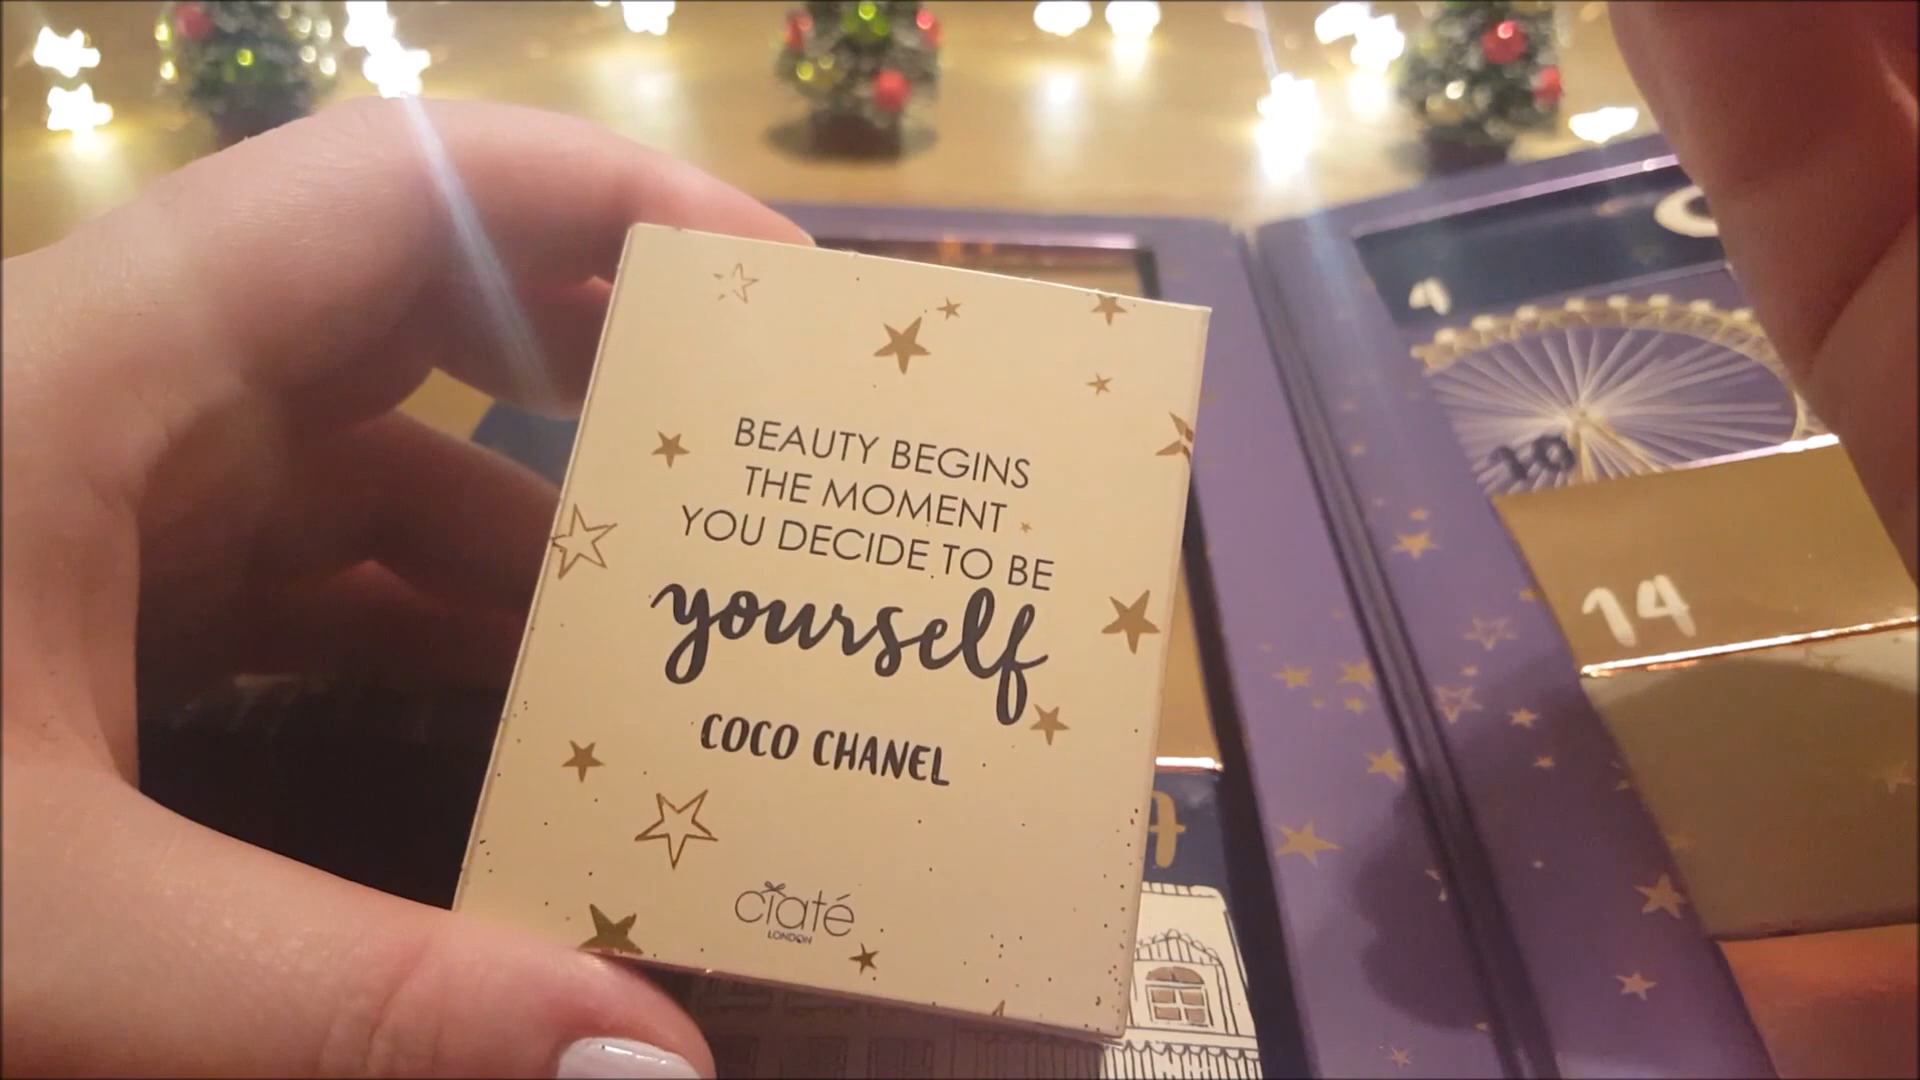 BEAUTY BEGINS
THE MOMENT
YOU DECIDE TO BE
yourself
COCO CHANEL
ciaté
LONDON
4
10
14